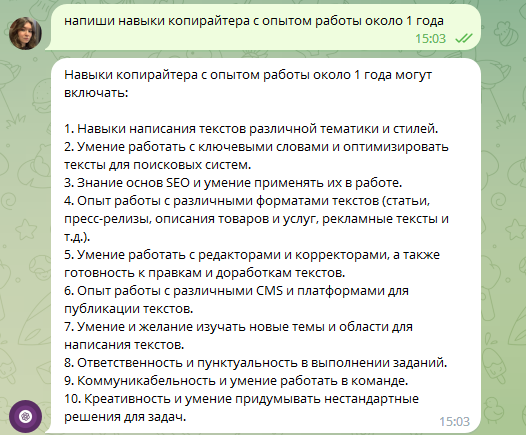 напиши навыки копирайтера с опытом работы около 1 года
15:03
Навыки копирайтера с опытом работы около 1 года могут
включать:
1. Навыки написания текстов различной тематики и стилей.
2. Умение работать с ключевыми словами и оптимизировать
тексты для поисковых систем.
3. Знание основ SEO и умение применять их в работе.
4. Опыт работы с различными форматами текстов (статьи,
пресс-релизы, описания товаров и услуг, рекламные тексты и
т.д.).
5. Умение работать с редакторами и корректорами, а также
готовность к правкам и доработкам текстов.
6. Опыт работы с различными CMS и платформами для
публикации текстов.
7. Умение и желание изучать новые темы и области для
написания текстов.
8. Ответственность и пунктуальность в выполнении заданий.
9. Коммуникабельность и умение работать в команде.
10. Креативность и умение придумывать нестандартные
решения для задач.
15:03